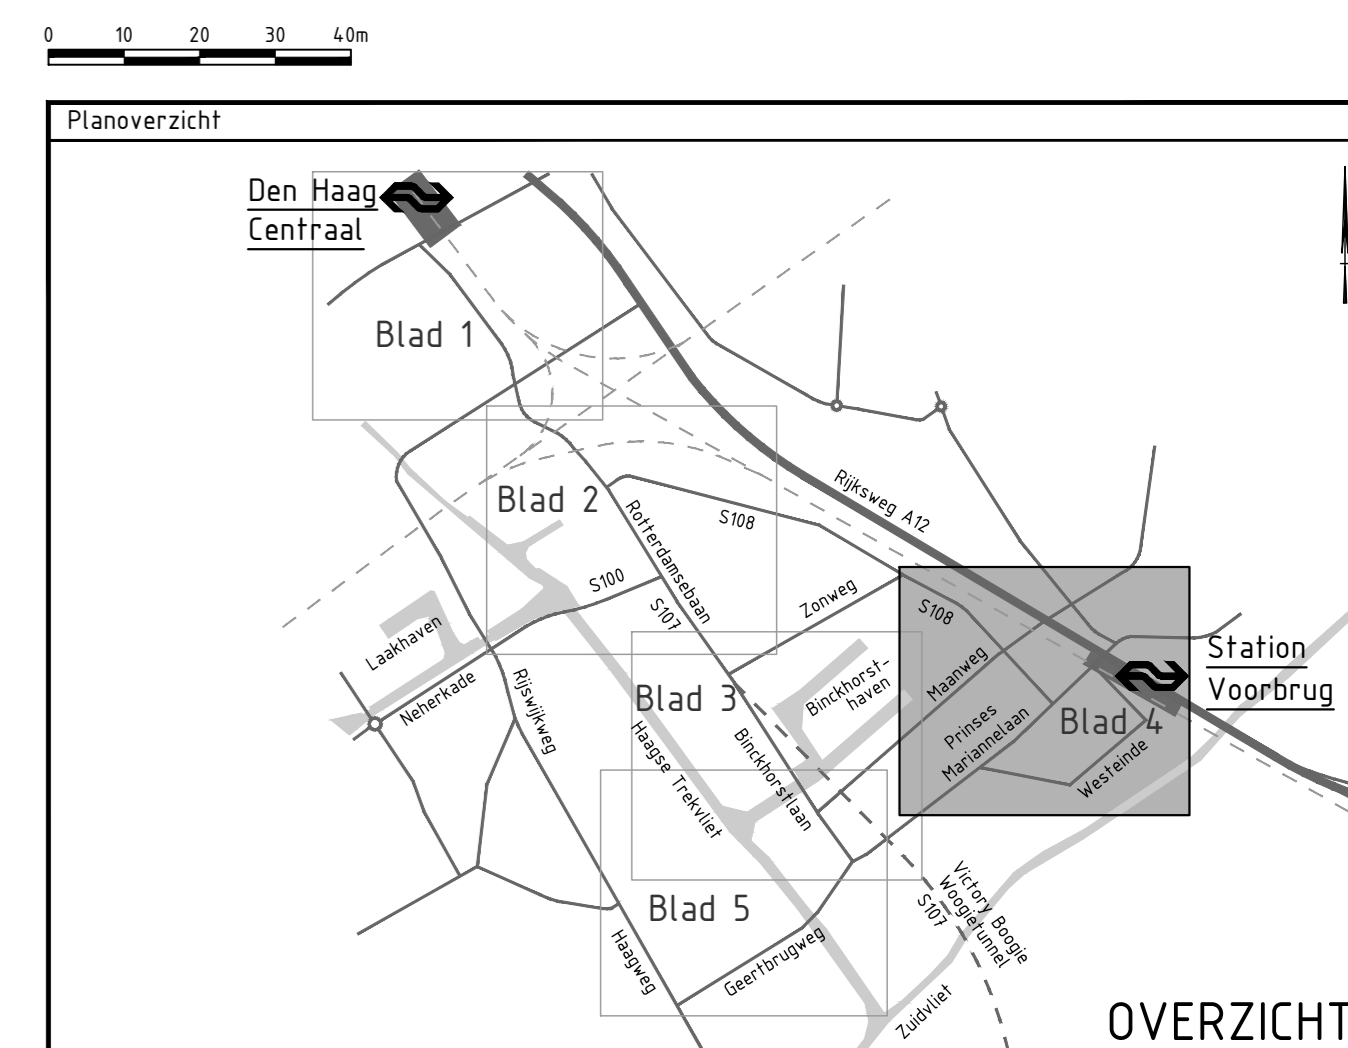 0 10 20 30 40m
Planoverzicht
Den Haag
Centraal
Blad 1
Rijksweg A12
Blad 2
S108
Rotterdamsebaan
S100
S107
Zonweg
S108
Laakhaven
Neherkade
Rijswijkweg
Blad 3
Binckhorst-
haven
Maanweg
Station
Voorbrug
Prinses
Mariannelaan
Blad 4
Westeinde
Haagse Trekvliet
Binckhorstlaan
Blad 5
Victory Boogie
Woogietunnel
S107
Haagweg
Geertbrugweg
Zuidvliet
OVERZICHT